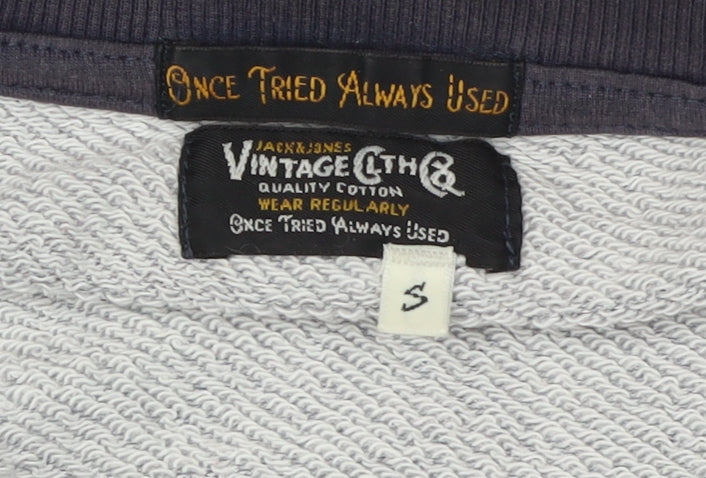 ONCE TRIED ALWAYS USED
JACK & JONES
VINTAGE CLTH CO
QUALITY COTTON
WEAR REGULARLY
ONCE TRIED ALWAYS USED
S